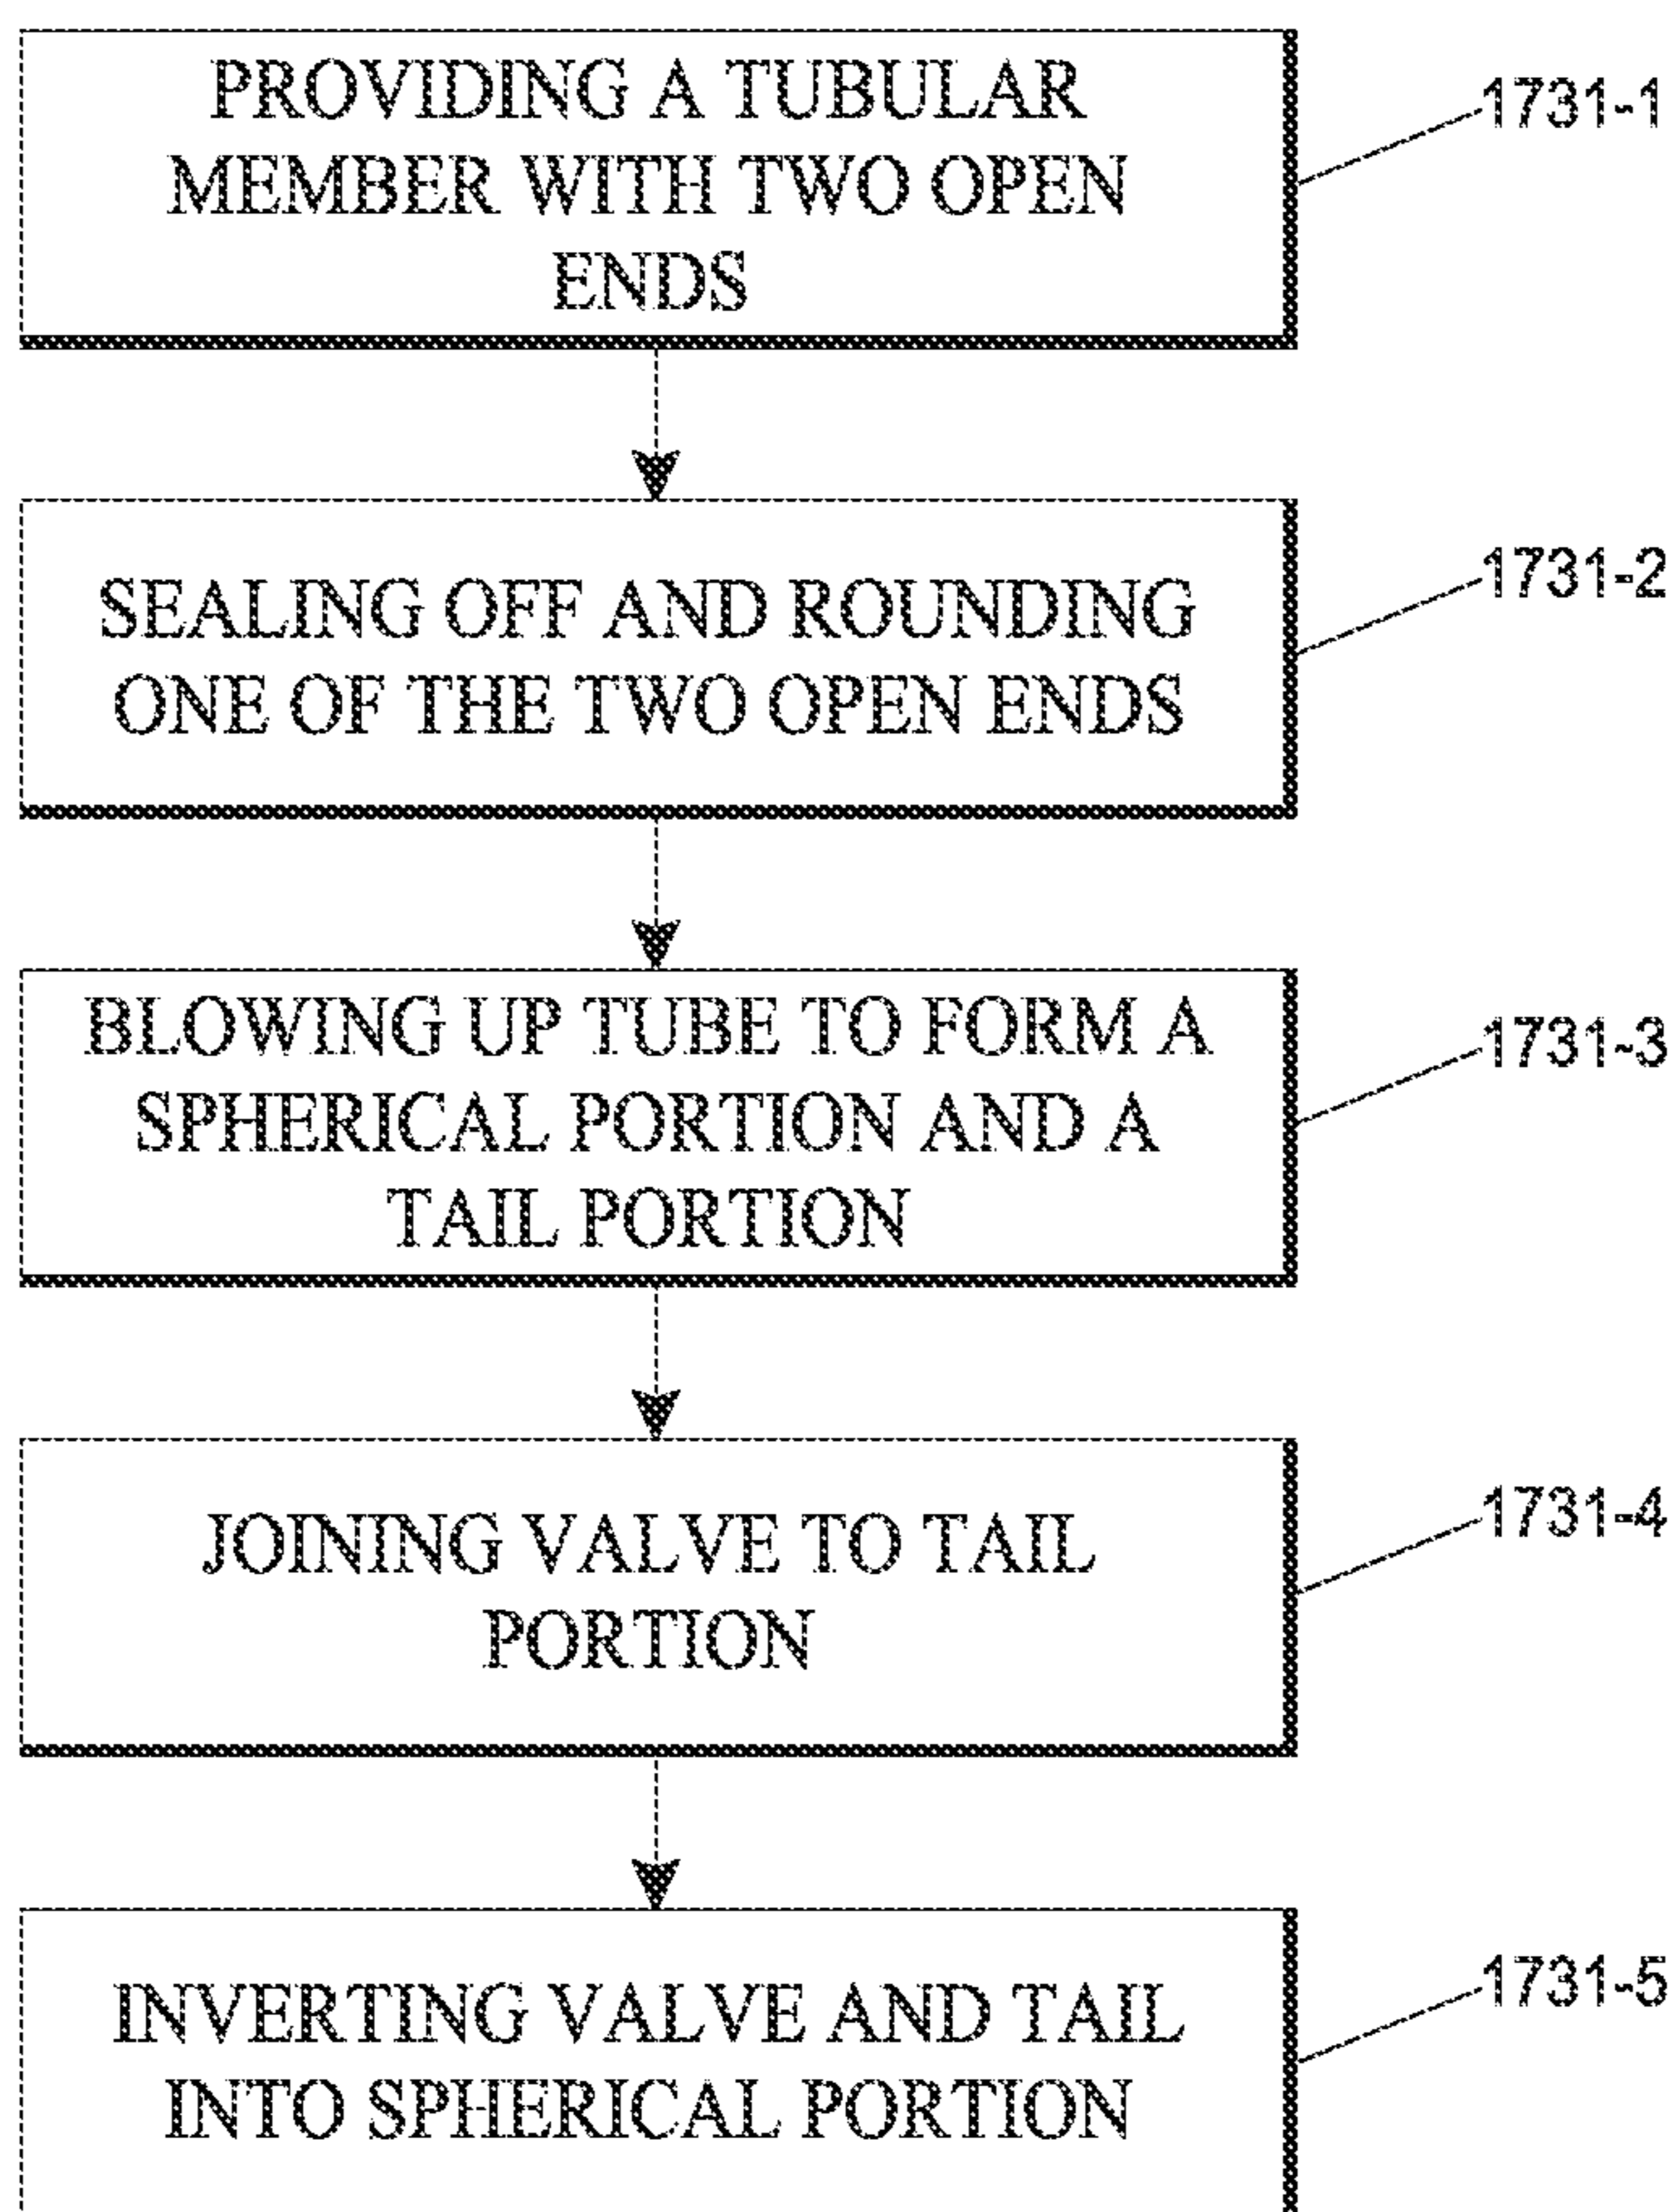 PROVIDING A TUBULAR
MEMBER WITH TWO OPEN
ENDS
1731-1
SEALING OFF AND ROUNDING
ONE OF THE TWO OPEN ENDS
1731-2
BLOWING UP TUBE TO FORM A
SPHERICAL PORTION AND A
TAIL PORTION
1731-3
JOINING VALVE TO TAIL
PORTION
1731-4
INVERTING VALVE AND TAIL
INTO SPHERICAL PORTION
1731-5